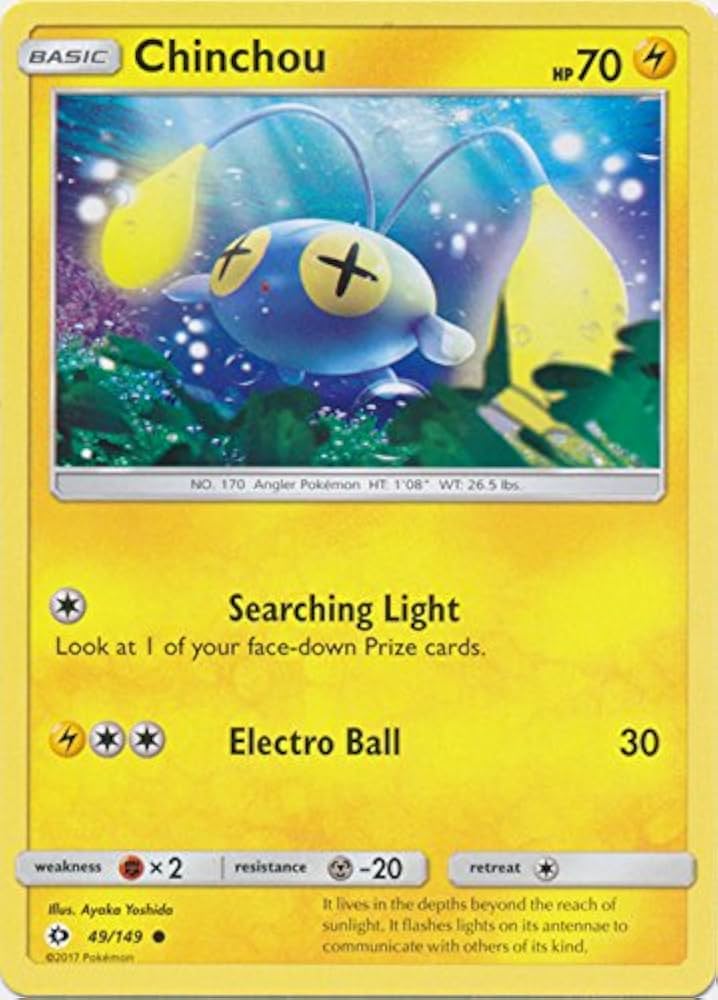 BASIC Chinchou HP 70
NO. 170 Angler Pokémon HT: 1'08" WT: 26.5 lbs.
Searching Light
Look at 1 of your face-down Prize cards.
Electro Ball 30
weakness ×2 resistance -20 retreat
Illus. Ayaka Yoshida
49/149
©2017 Pokémon
It lives in the depths beyond the reach of
sunlight. It flashes lights on its antennae to
communicate with others of its kind.